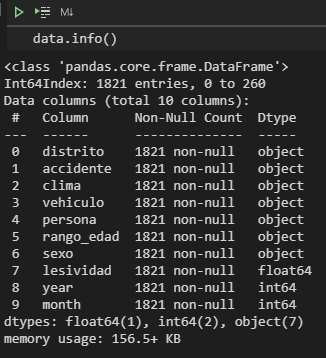 data.info()
<class 'pandas.core.frame.DataFrame'>
Int64Index: 1821 entries, 0 to 260
Data columns (total 10 columns):
 #   Column      Non-Null Count  Dtype
---  ------      --------------  -----
 0   distrito    1821 non-null   object
 1   accidente   1821 non-null   object
 2   clima       1821 non-null   object
 3   vehiculo    1821 non-null   object
 4   persona     1821 non-null   object
 5   rango_edad  1821 non-null   object
 6   sexo        1821 non-null   object
 7   lesividad   1821 non-null   float64
 8   year        1821 non-null   int64
 9   month       1821 non-null   int64
dtypes: float64(1), int64(2), object(7)
memory usage: 156.5+ KB